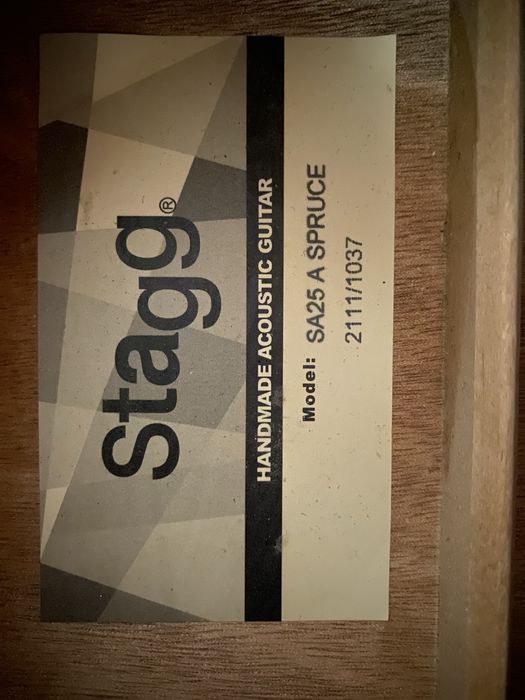 Stagg®
HANDMADE ACOUSTIC GUITAR
Model: SA25 A SPRUCE
2111/1037